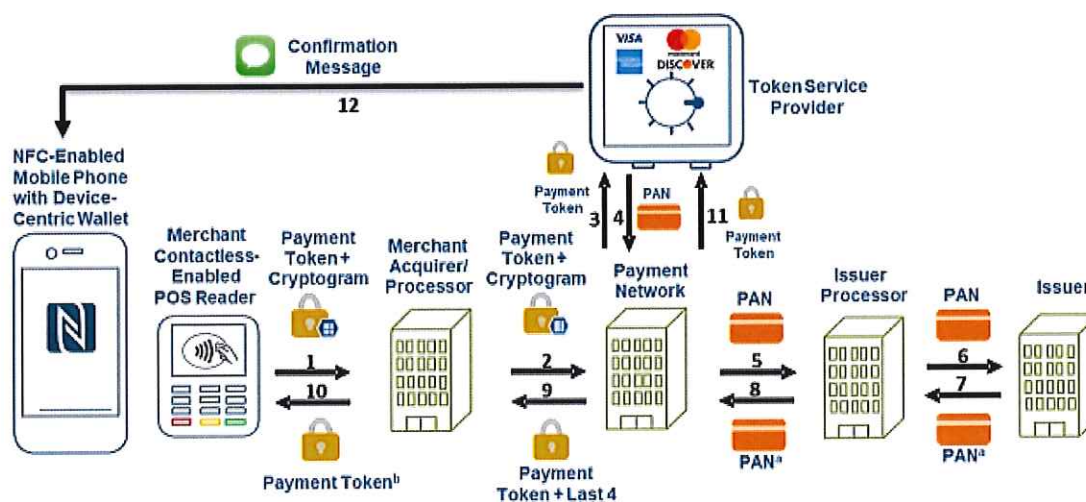 Confirmation
Message
12
VISA
mastercard
DISCOVER
Token Service
Provider
NFC-Enabled
Mobile Phone
with Device-
Centric Wallet
Merchant
Contactless-
Enabled
POS Reader
Payment
Token +
Cryptogram
1
10
Payment Tokenᵇ
Merchant
Acquirer/
Processor
Payment
Token +
Cryptogram
2
9
Payment
Token + Last 4
Payment
Token
3
4
PAN
11
Payment
Token
Payment
Network
PAN
5
8
PANᵃ
Issuer
Processor
PAN
6
7
PANᵃ
Issuer